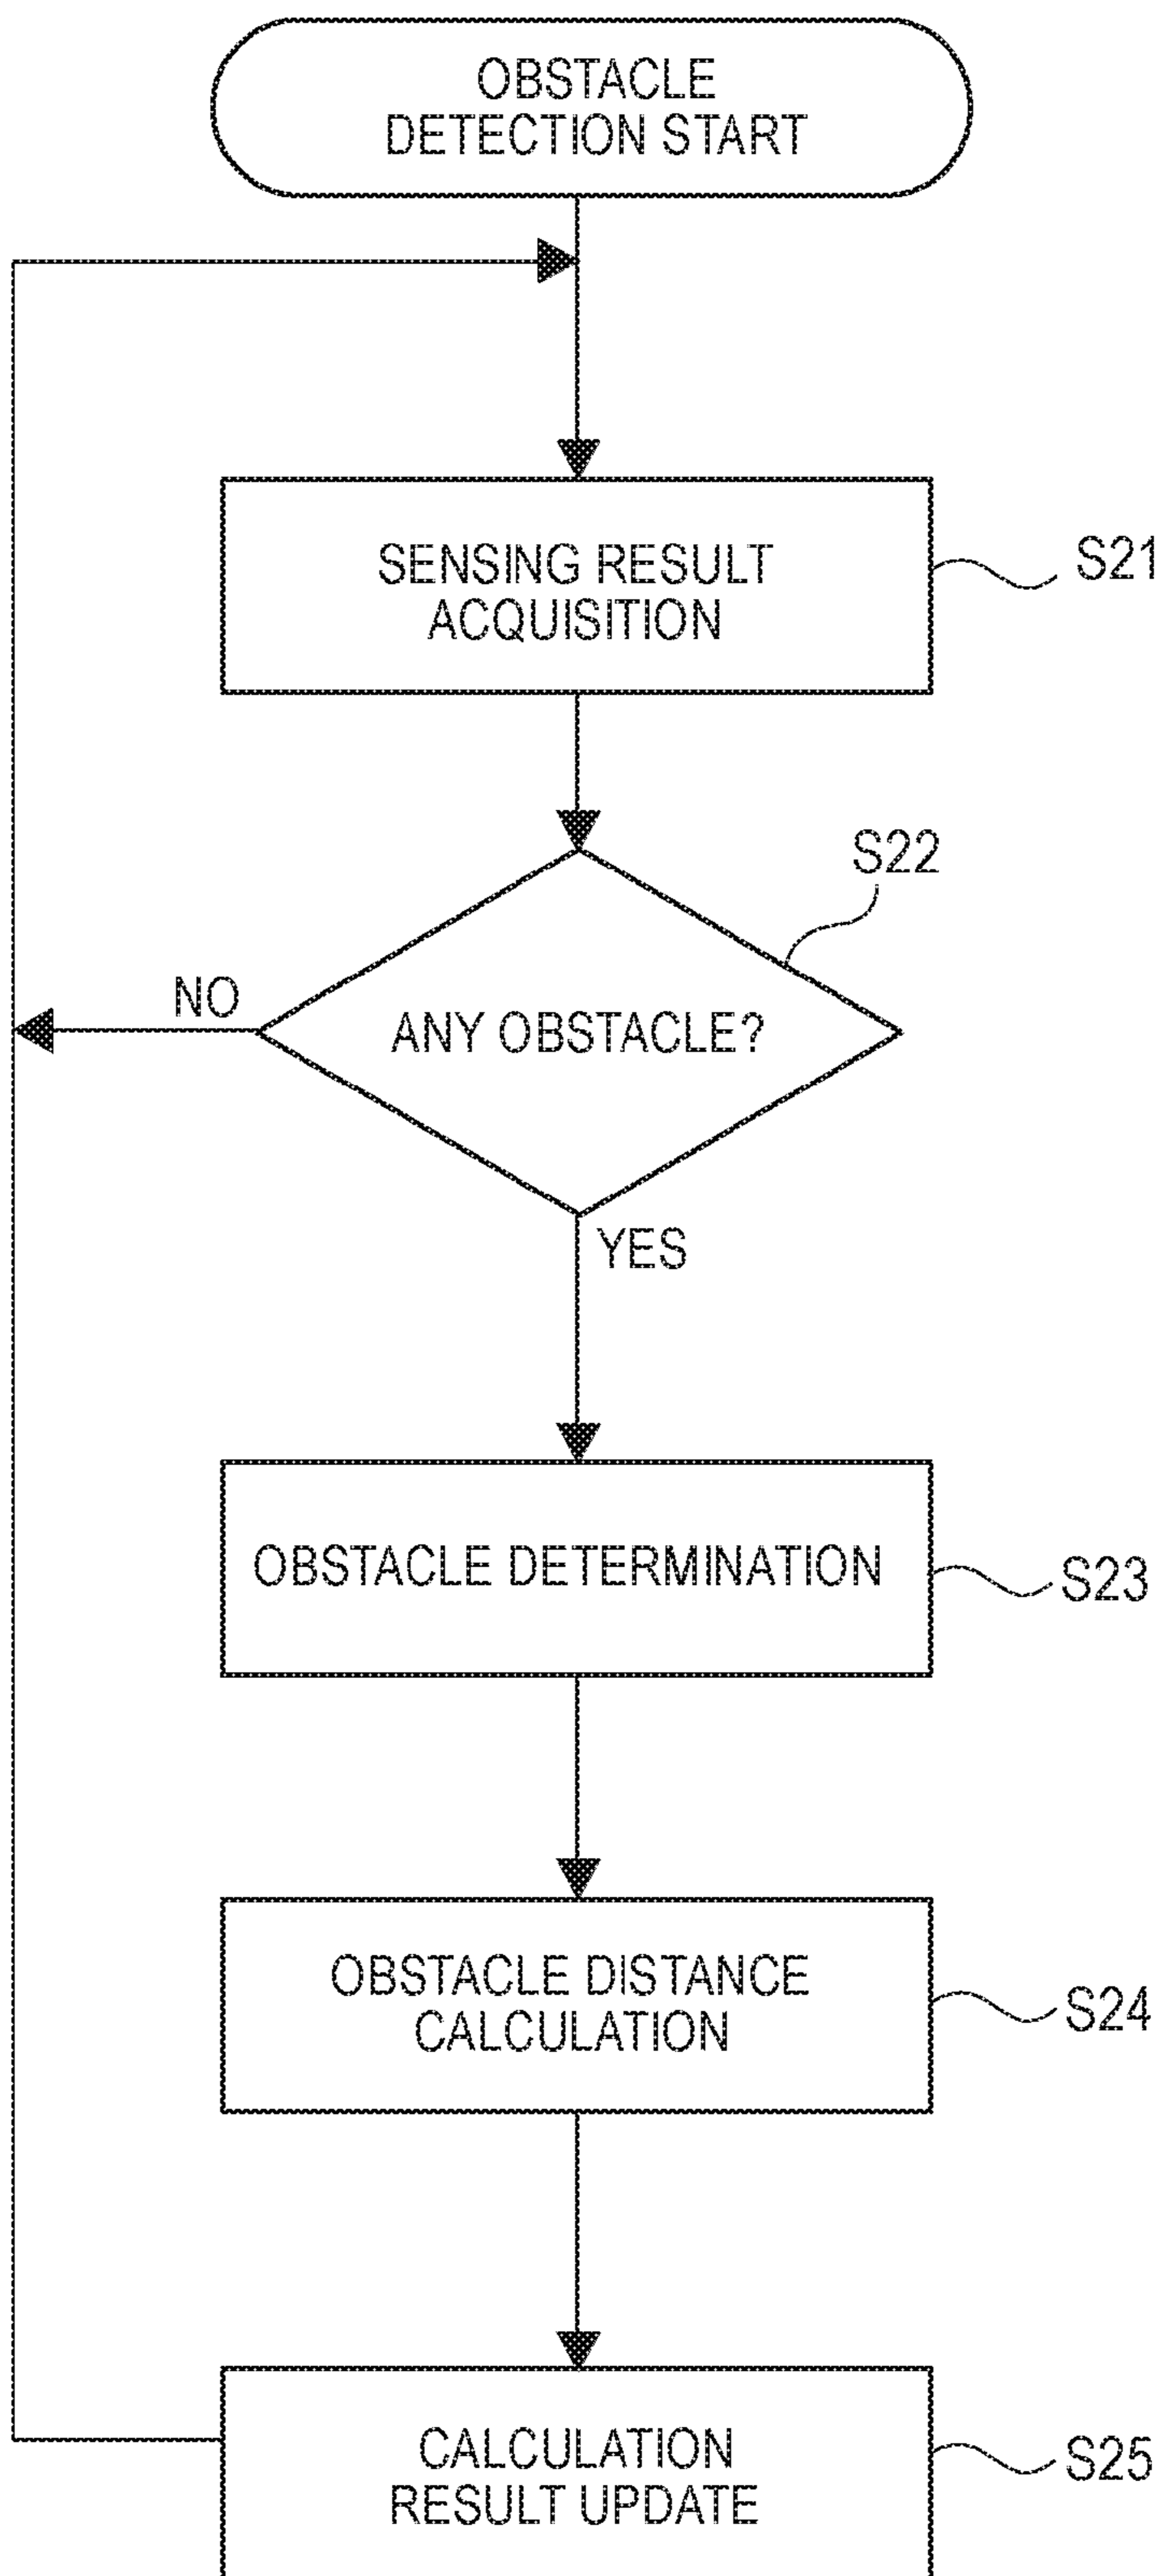 OBSTACLE
DETECTION START
SENSING RESULT
ACQUISITION
S21
S22
NO
ANY OBSTACLE?
YES
OBSTACLE DETERMINATION
S23
OBSTACLE DISTANCE
CALCULATION
S24
CALCULATION
RESULT UPDATE
S25